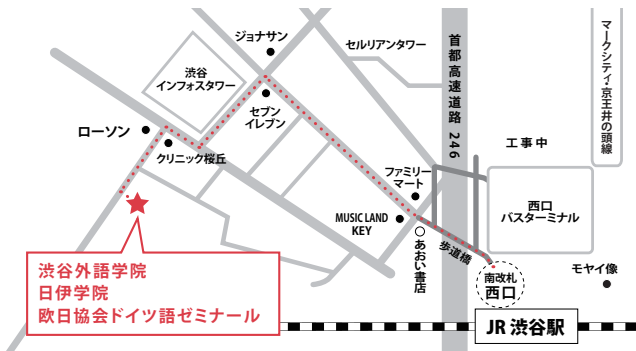 ジョナサン
セルリアンタワー
首都高速道路 246
マークシティ・京王井の頭線
渋谷
インフォスタワー
セブン
イレブン
工事中
ローソン
クリニック桜丘
ファミリー
マート
西口
バスターミナル
MUSIC LAND
KEY
あおい書店
歩道橋
南改札
西口
モヤイ像
渋谷外語学院
日伊学院
欧日協会ドイツ語ゼミナール
JR 渋谷駅